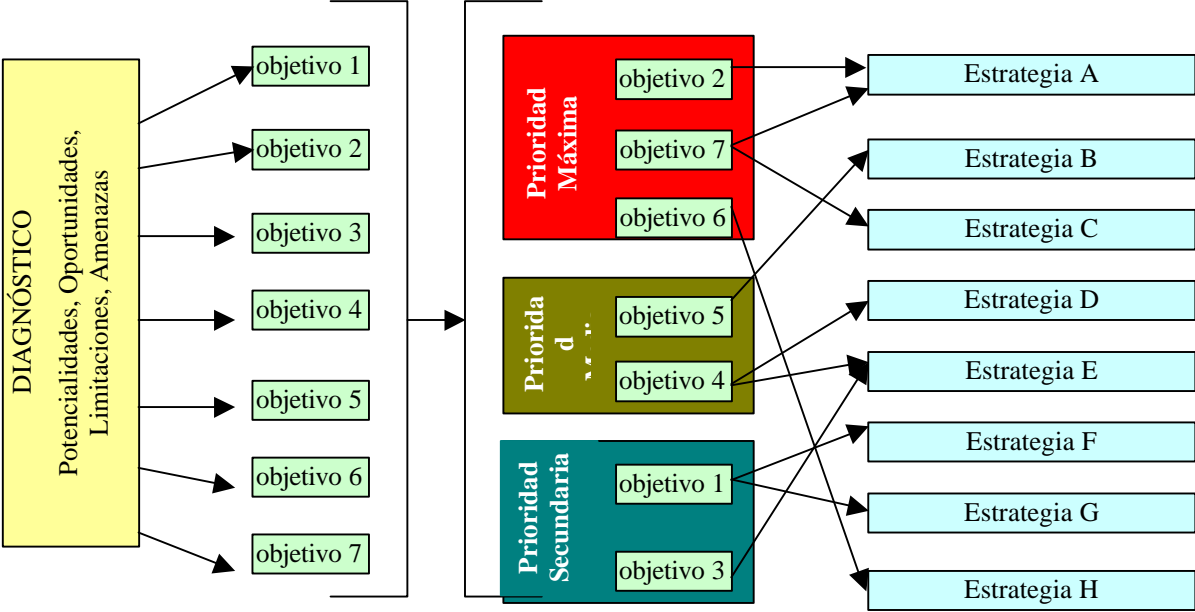 DIAGNÓSTICO
Potencialidades, Oportunidades,
Limitaciones, Amenazas
objetivo 1
objetivo 2
objetivo 3
objetivo 4
objetivo 5
objetivo 6
objetivo 7
Prioridad
Máxima
objetivo 2
objetivo 7
objetivo 6
Priorida
d
objetivo 5
objetivo 4
Prioridad
Secundaria
objetivo 1
objetivo 3
Estrategia A
Estrategia B
Estrategia C
Estrategia D
Estrategia E
Estrategia F
Estrategia G
Estrategia H